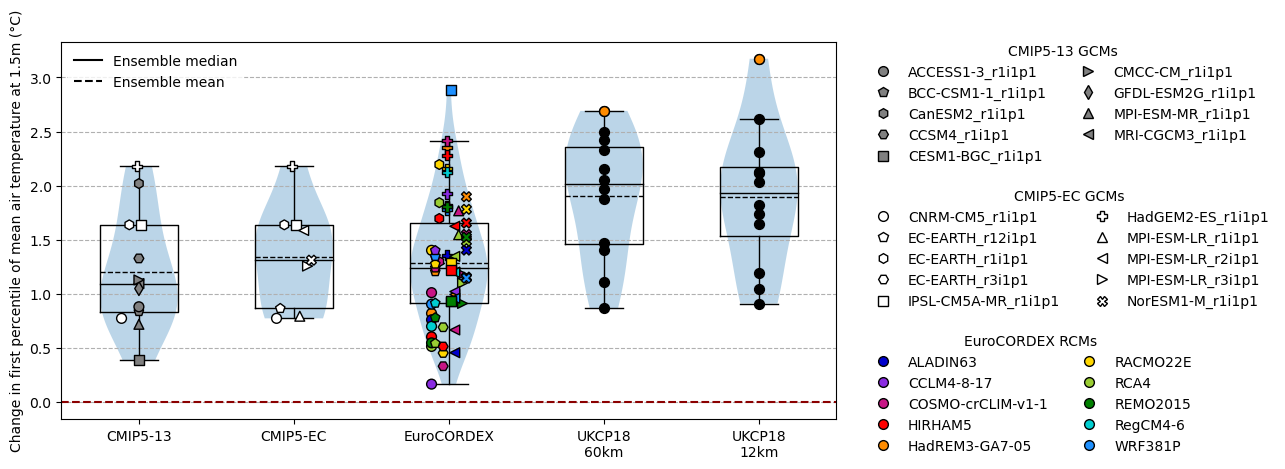 Change in first percentile of mean air temperature at 1.5m (°C)
3.0
2.5
2.0
1.5
1.0
0.5
0.0
Ensemble median
Ensemble mean
CMIP5-13
CMIP5-EC
EuroCORDEX
UKCP18
60km
UKCP18
12km
CMIP5-13 GCMs
ACCESS1-3_r1i1p1
BCC-CSM1-1_r1i1p1
CanESM2_r1i1p1
CCSM4_r1i1p1
CESM1-BGC_r1i1p1
CMCC-CM_r1i1p1
GFDL-ESM2G_r1i1p1
MPI-ESM-MR_r1i1p1
MRI-CGCM3_r1i1p1
CMIP5-EC GCMs
CNRM-CM5_r1i1p1
EC-EARTH_r12i1p1
EC-EARTH_r1i1p1
EC-EARTH_r3i1p1
IPSL-CM5A-MR_r1i1p1
HadGEM2-ES_r1i1p1
MPI-ESM-LR_r1i1p1
MPI-ESM-LR_r2i1p1
MPI-ESM-LR_r3i1p1
NorESM1-M_r1i1p1
EuroCORDEX RCMs
ALADIN63
CCLM4-8-17
COSMO-crCLIM-v1-1
HIRHAM5
HadREM3-GA7-05
RACMO22E
RCA4
REMO2015
RegCM4-6
WRF381P